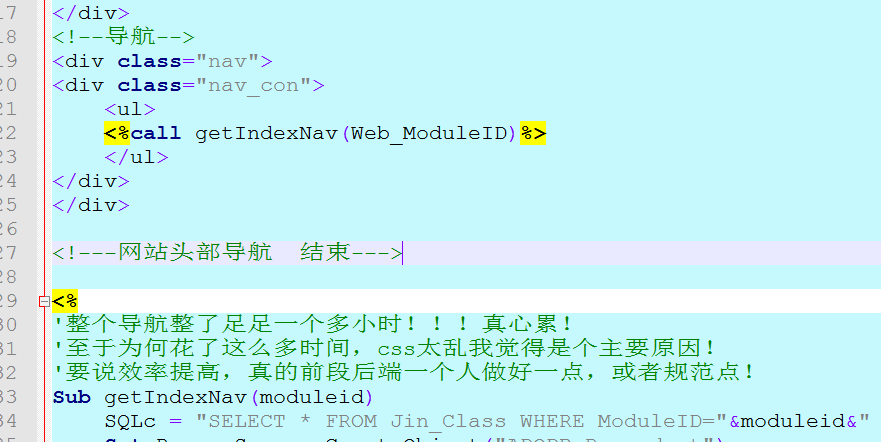 17 </div>
18 <!--导航-->
19 <div class="nav">
20 <div class="nav_con">
21 <ul>
22 <%call getIndexNav(Web_ModuleID)%>
23 </ul>
24 </div>
25 </div>
26
27 <!---网站头部导航  结束--->
28
29 <%
30 '整个导航整了足足一个多小时！！！真心累！
31 '至于为何花了这么多时间，css太乱我觉得是个主要原因！
32 '要说效率提高，真的前段后端一个人做好一点，或者规范点！
33 Sub getIndexNav(moduleid)
34 SQLc = "SELECT * FROM Jin_Class WHERE ModuleID="&moduleid&"